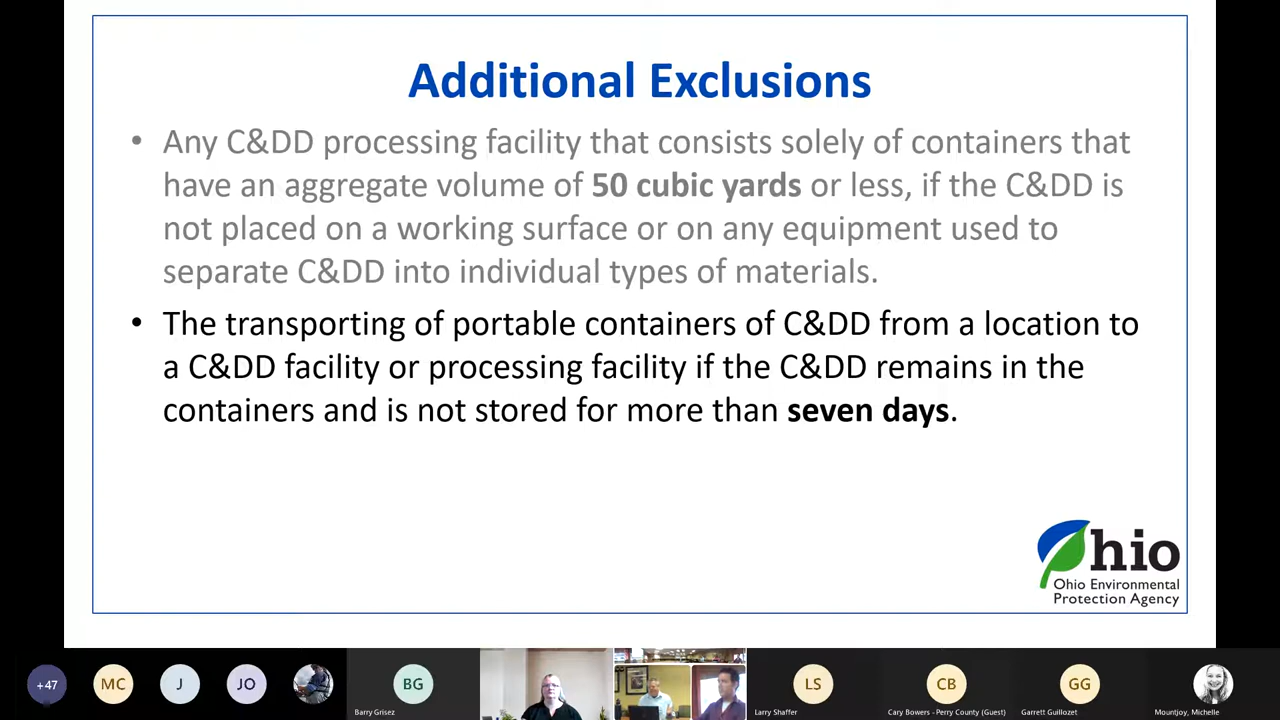 Additional Exclusions
• Any C&DD processing facility that consists solely of containers that
have an aggregate volume of 50 cubic yards or less, if the C&DD is
not placed on a working surface or on any equipment used to
separate C&DD into individual types of materials.
• The transporting of portable containers of C&DD from a location to
a C&DD facility or processing facility if the C&DD remains in the
containers and is not stored for more than seven days.
Ohio
Ohio Environmental
Protection Agency
+47
MC
J
JO
BG
Barry Grisez
LS
Larry Shaffer
CB
Cary Bowers - Perry County (Guest)
GG
Garrett Guillozet
Mountjoy, Michelle